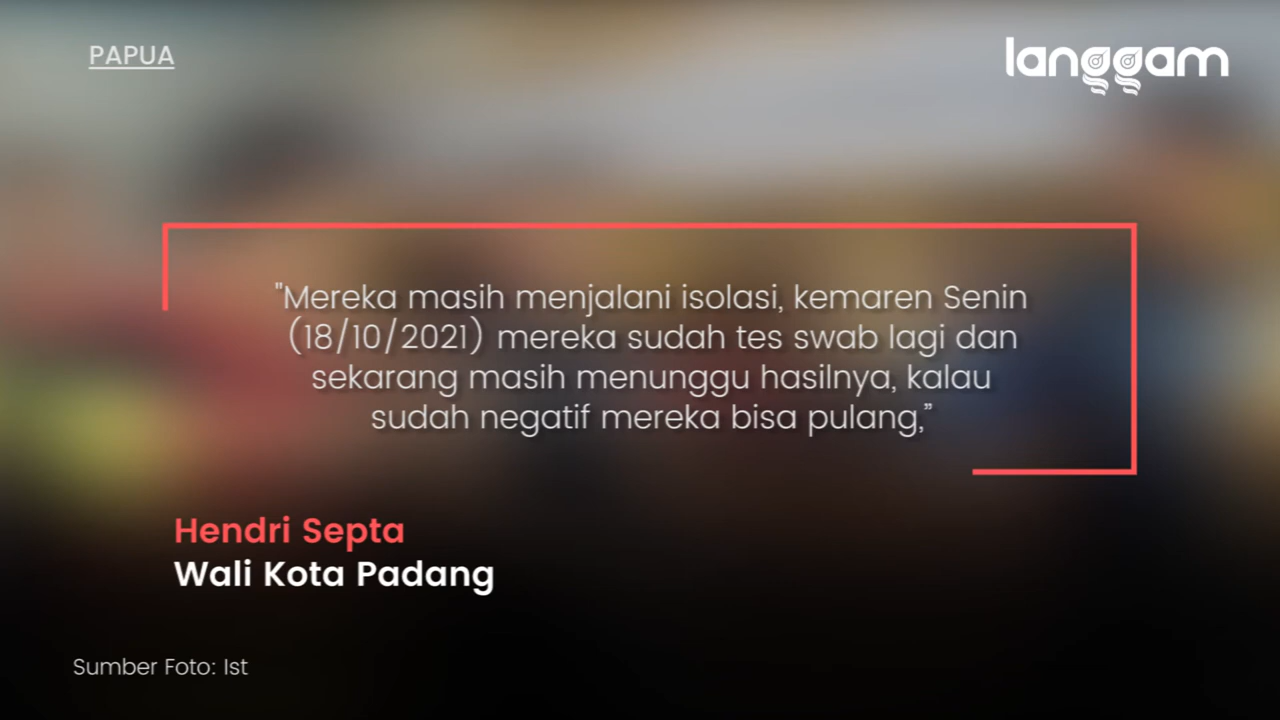 PAPUA
langgam
"Mereka masih menjalani isolasi, kemaren Senin
(18/10/2021) mereka sudah tes swab lagi dan
sekarang masih menunggu hasilnya, kalau
sudah negatif mereka bisa pulang,”
Hendri Septa
Wali Kota Padang
Sumber Foto: Ist